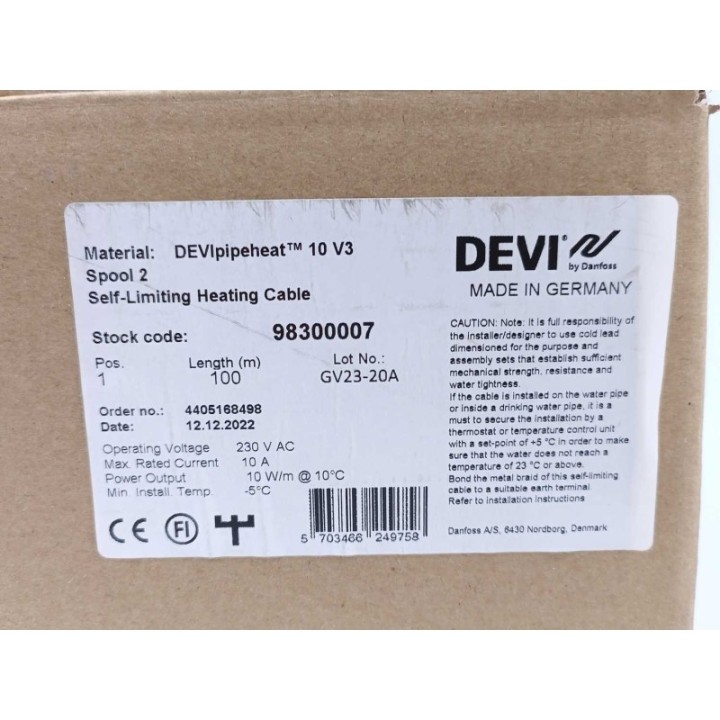 Material: DEVIpipeheat™ 10 V3
Spool 2
Self-Limiting Heating Cable
Stock code: 98300007
Pos. Length (m) Lot No.:
1 100 GV23-20A
Order no.: 4405168498
Date: 12.12.2022
Operating Voltage 230 V AC
Max. Rated Current 10 A
Power Output 10 W/m @ 10°C
Min. Install. Temp. -5°C
CE FI
5 703466 249758
DEVI®
by Danfoss
MADE IN GERMANY
CAUTION: Note: It is full responsibility of
the installer/designer to use cold lead
dimensioned for the purpose and
assembly sets that establish sufficient
mechanical strength, resistance and
water tightness.
If the cable is installed on the water pipe
or inside a drinking water pipe, it is a
must to secure the installation by a
thermostat or temperature control unit
with a set-point of +5 °C in order to make
sure that the water does not reach a
temperature of 23 °C or above.
Bond the metal braid of this self-limiting
cable to a suitable earth terminal.
Refer to installation instructions
Danfoss A/S, 6430 Nordborg, Denmark